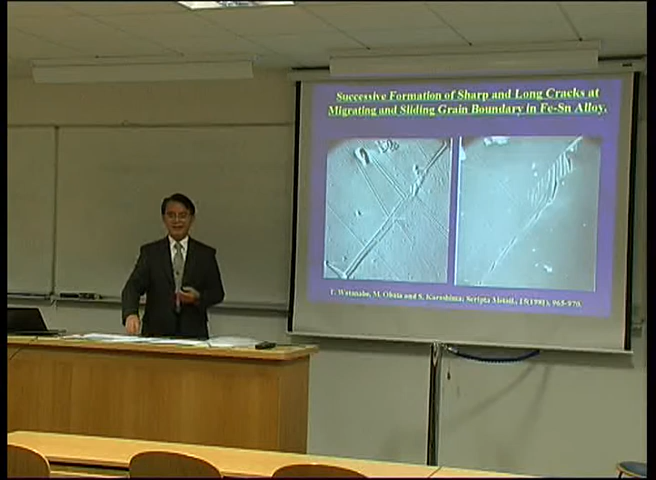 Successive Formation of Sharp and Long Cracks at
Migrating and Sliding Grain Boundary in Fe-Sn Alloy.
T. Watanabe, M. Obata and S. Karashima: Scripta Metall., 15(1981), 965-970.